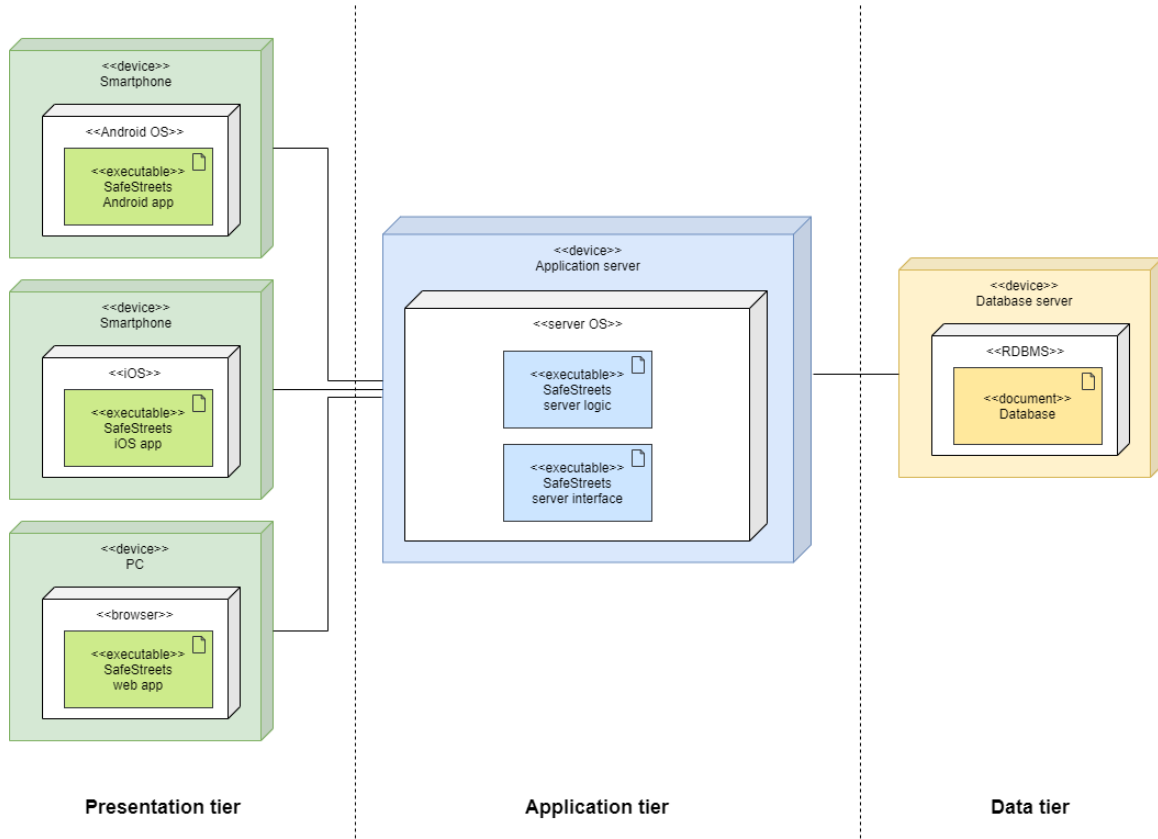 <<device>>
Smartphone
<<Android OS>>
<<executable>>
SafeStreets
Android app
<<device>>
Smartphone
<<iOS>>
<<executable>>
SafeStreets
iOS app
<<device>>
PC
<<browser>>
<<executable>>
SafeStreets
web app
<<device>>
Application server
<<server OS>>
<<executable>>
SafeStreets
server logic
<<executable>>
SafeStreets
server interface
<<device>>
Database server
<<RDBMS>>
<<document>>
Database
Presentation tier
Application tier
Data tier